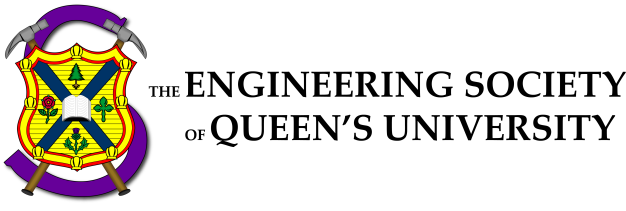 THE ENGINEERING SOCIETY
OF QUEEN'S UNIVERSITY